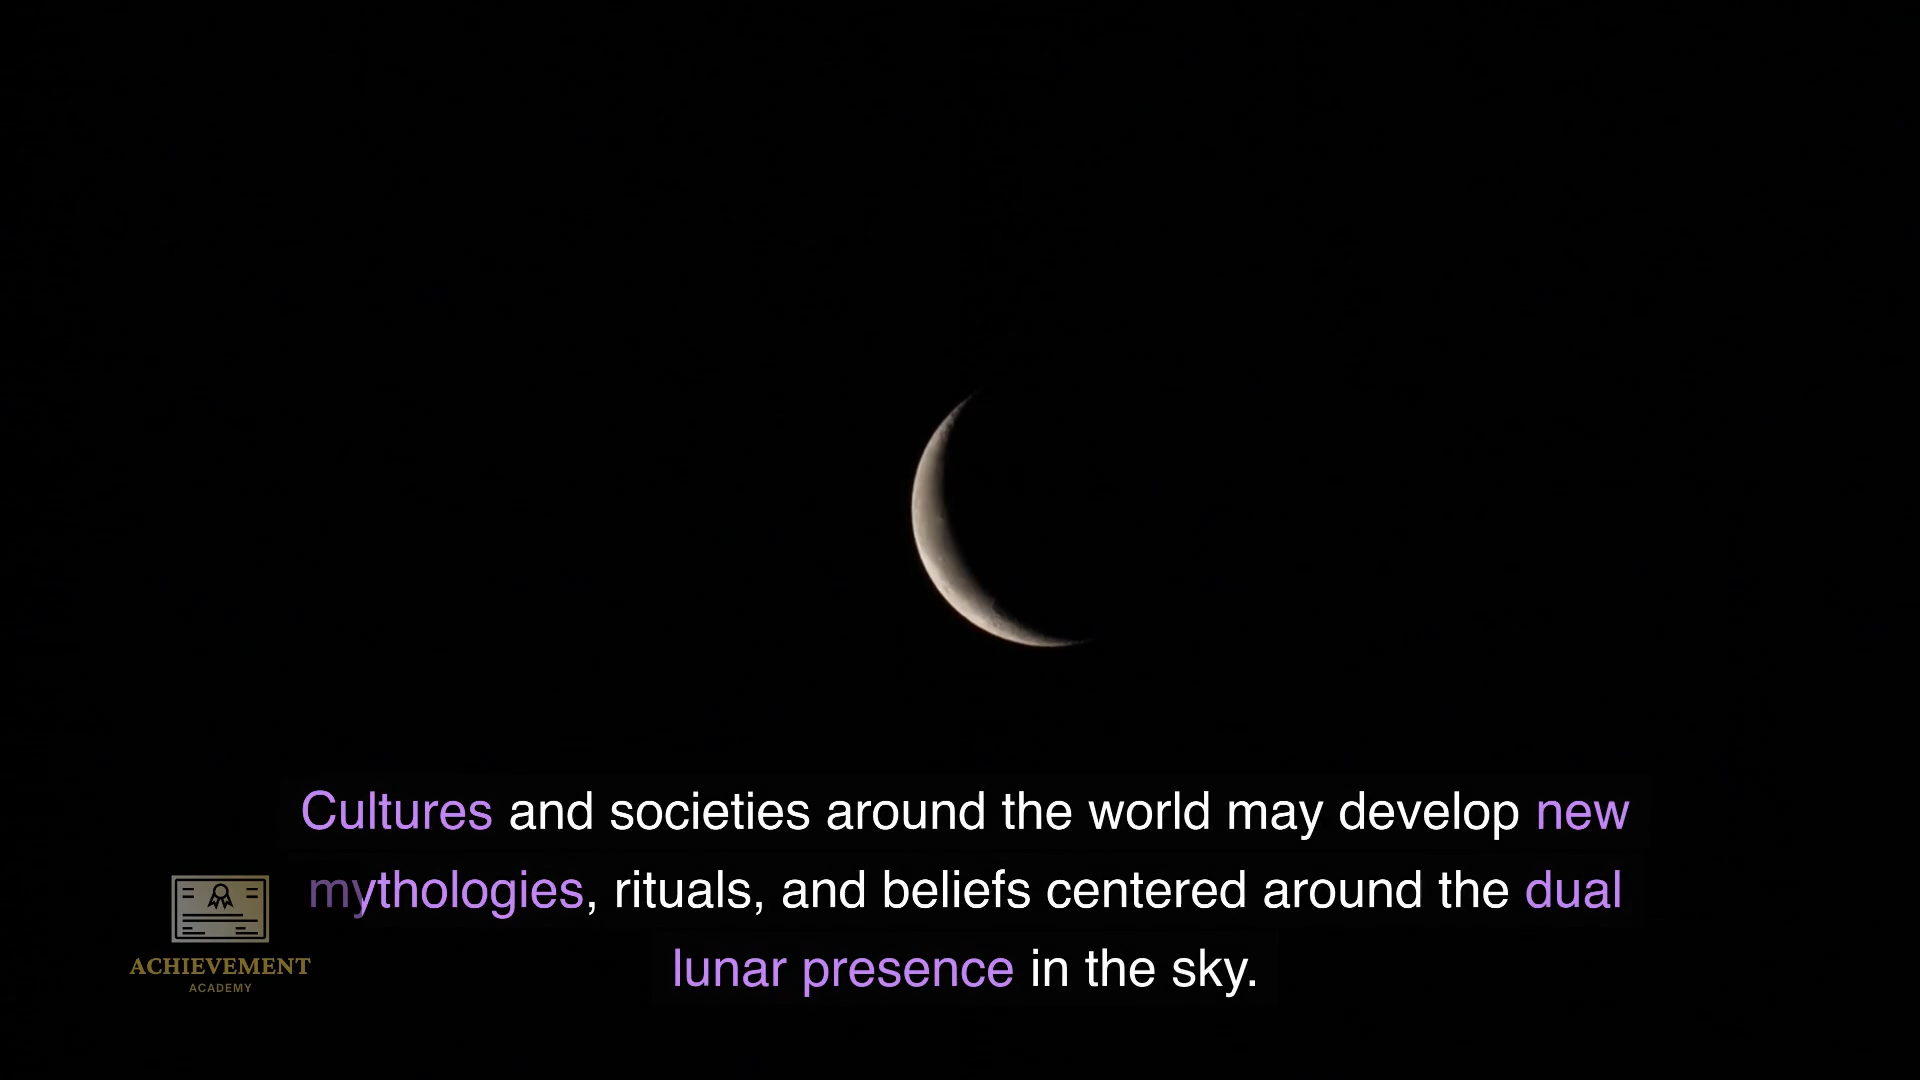 Cultures and societies around the world may develop new
mythologies, rituals, and beliefs centered around the dual
lunar presence in the sky.
ACHIEVEMENT
ACADEMY